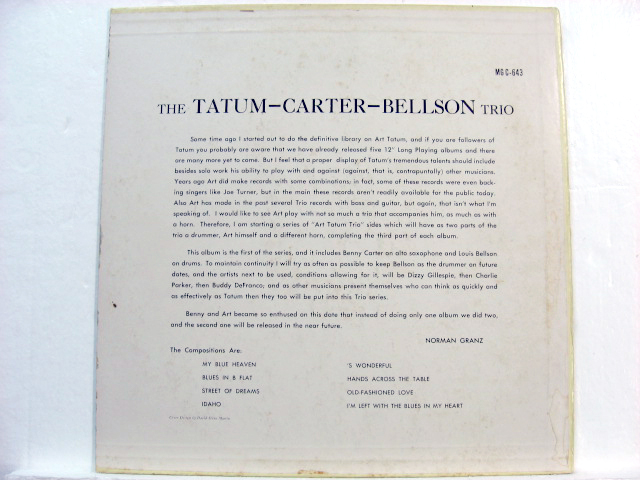 MG C-643
THE TATUM—CARTER—BELLSON TRIO
Some time ago I started out to do the definitive library on Art Tatum, and if you are followers of
Tatum you probably are aware that we have already released five 12" Long Playing albums and there
are many more yet to come. But I feel that a proper display of Tatum's tremendous talents should include
besides solo work his ability to play with and against (against, that is, contrapuntally) other musicians.
Years ago Art did make records with some combinations; in fact, some of these records were even back-
ing singers like Joe Turner, but in the main these records aren't readily available for the public today.
Also Art has made in the past several Trio records with bass and guitar, but again, that isn't what I'm
speaking of. I would like to see Art play with not so much a trio that accompanies him, as much as with
a horn. Therefore, I am starting a series of "Art Tatum Trio" sides which will have as two parts of the
trio a drummer, Art himself and a different horn, completing the third part of each album.
This album is the first of the series, and it includes Benny Carter on alto saxophone and Louis Bellson
on drums. To maintain continuity I will try as often as possible to keep Bellson as the drummer on future
dates, and the artists next to be used, conditions allowing for it, will be Dizzy Gillespie, then Charlie
Parker, then Buddy DeFranco; and as other musicians present themselves who can think as quickly and
as effectively as Tatum then they too will be put into this Trio series.
Benny and Art became so enthused on this date that instead of doing only one album we did two,
and the second one will be released in the near future.
NORMAN GRANZ
The Compositions Are:
MY BLUE HEAVEN
BLUES IN B FLAT
STREET OF DREAMS
IDAHO
'S WONDERFUL
HANDS ACROSS THE TABLE
OLD-FASHIONED LOVE
I'M LEFT WITH THE BLUES IN MY HEART